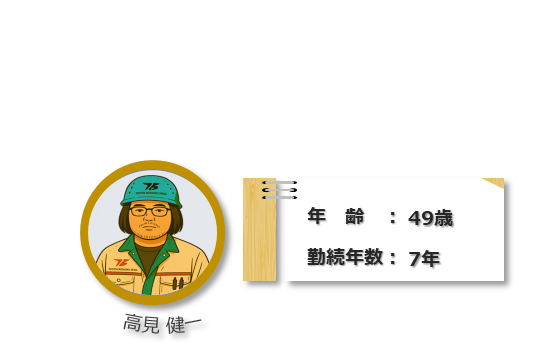 年　齢　： 49歳
勤続年数： 7年
高見 健一